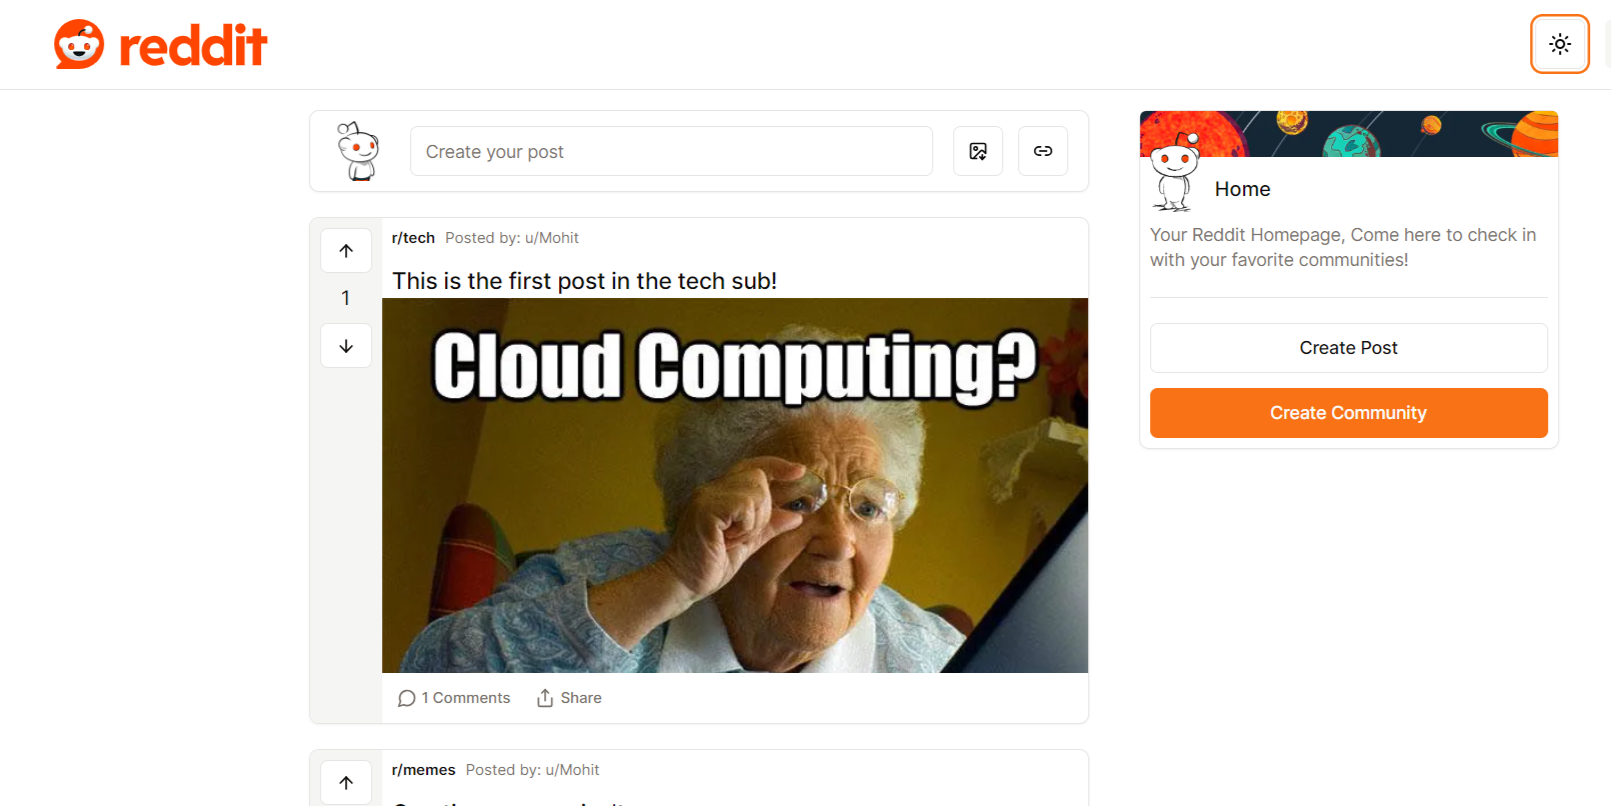 reddit
Create your post
r/tech Posted by: u/Mohit
This is the first post in the tech sub!
1
Cloud Computing?
1 Comments Share
r/memes Posted by: u/Mohit
Home
Your Reddit Homepage, Come here to check in
with your favorite communities!
Create Post
Create Community